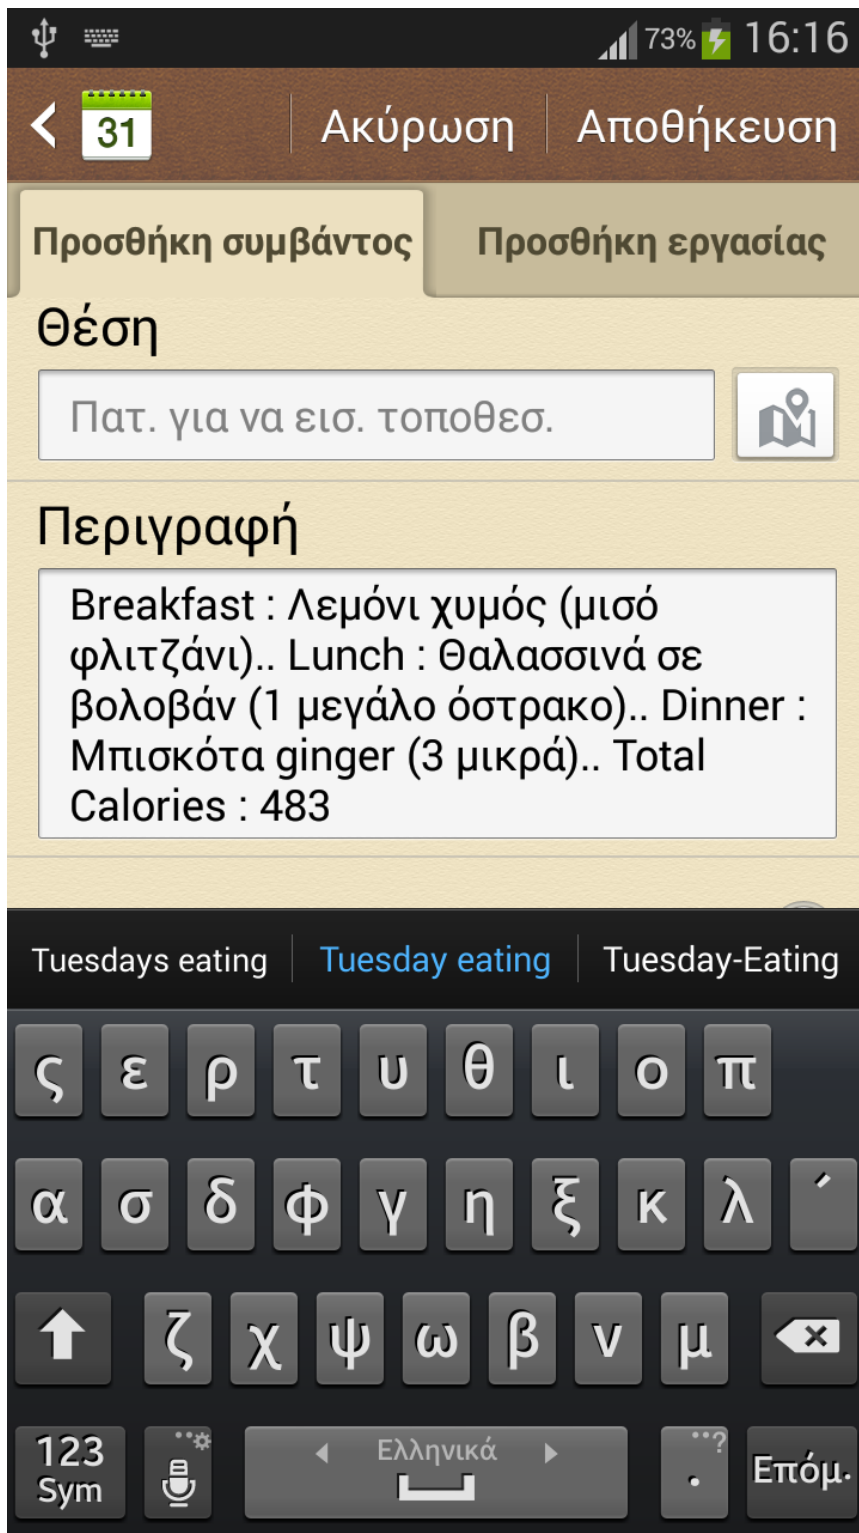 73% 16:16
31 Ακύρωση Αποθήκευση
Προσθήκη συμβάντος Προσθήκη εργασίας
Θέση
Πατ. για να εισ. τοποθεσ.
Περιγραφή
Breakfast : Λεμόνι χυμός (μισό
φλιτζάνι).. Lunch : Θαλασσινά σε
βολοβάν (1 μεγάλο όστρακο).. Dinner :
Μπισκότα ginger (3 μικρά).. Total
Calories : 483
Tuesdays eating Tuesday eating Tuesday-Eating
ς ε ρ τ υ θ ι ο π
α σ δ φ γ η ξ κ λ ΄
ζ χ ψ ω β ν μ
123
Sym Ελληνικά . ..? Επόμ.